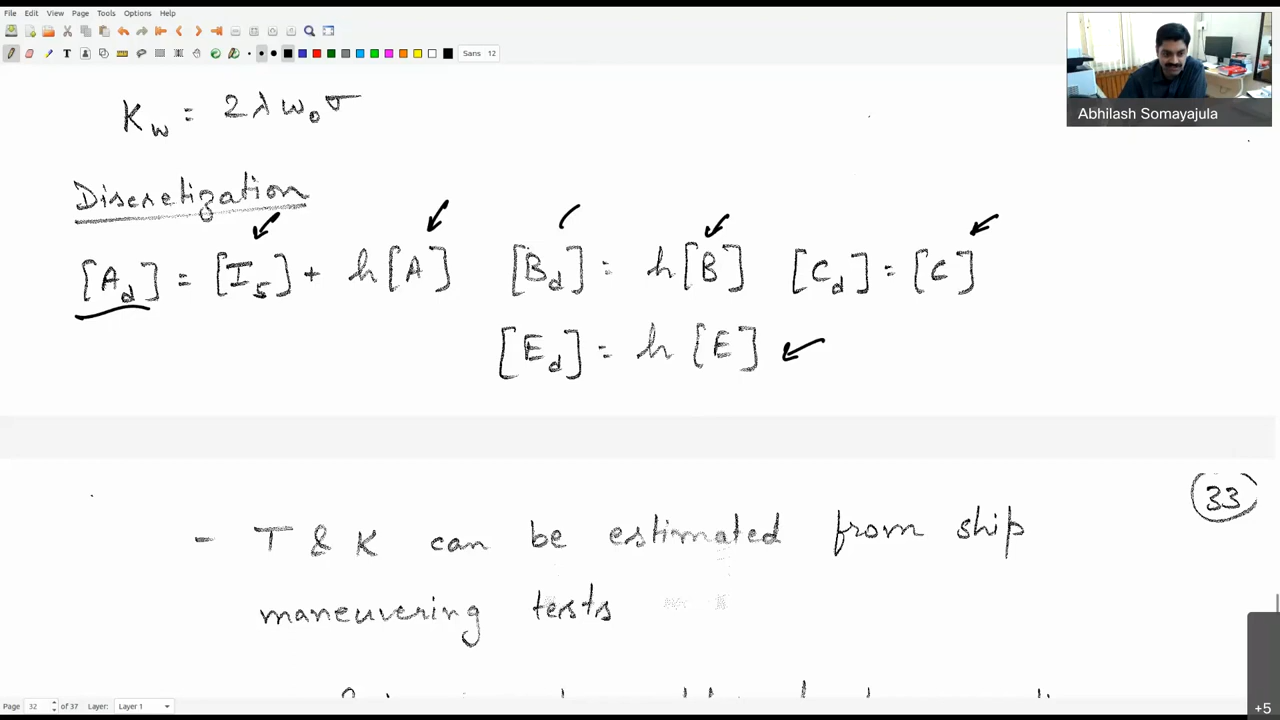 File Edit View Page Tools Options Help
Sans 12
K_w = 2λω₀σ
Discretization
[A_d] = [I_5] + h[A] [B_d] = h[B] [C_d] = [C]
[E_d] = h[E]
33
- T & K can be estimated from ship
maneuvering tests
Abhilash Somayajula
Page 32 of 37 Layer: Layer 1
+5